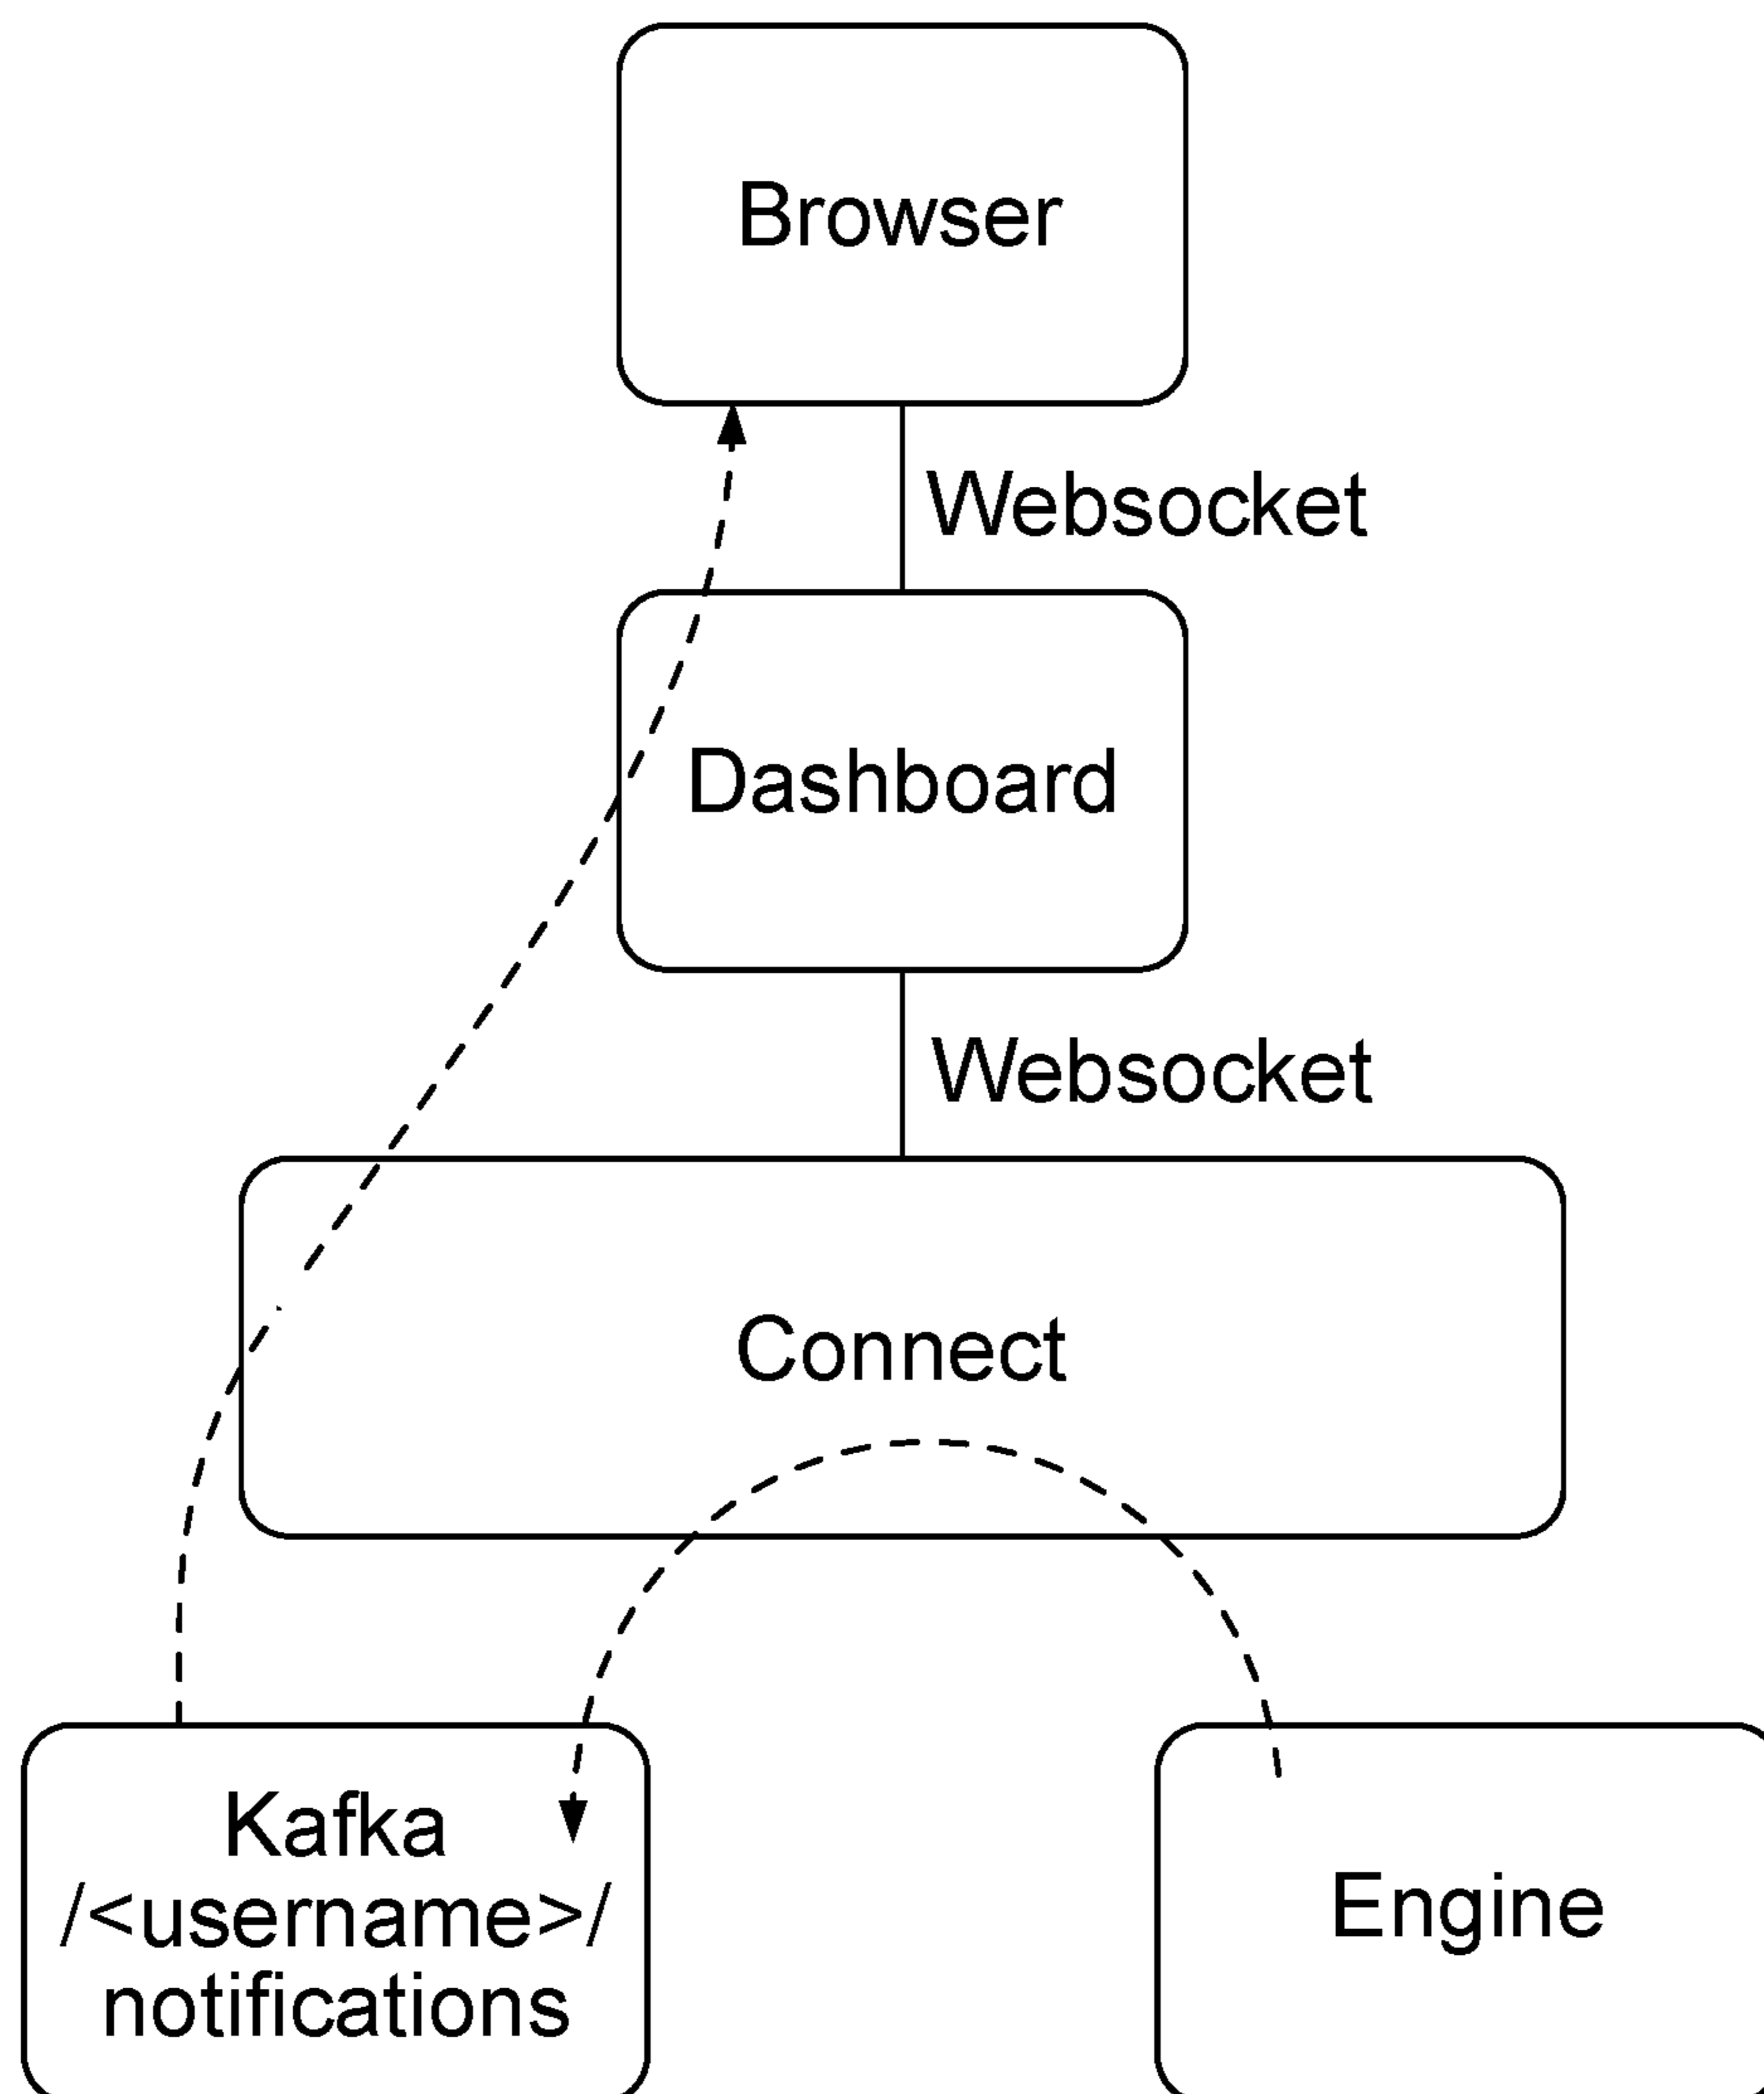 Browser
Websocket
Dashboard
Websocket
Connect
Kafka
/<username>/
notifications
Engine